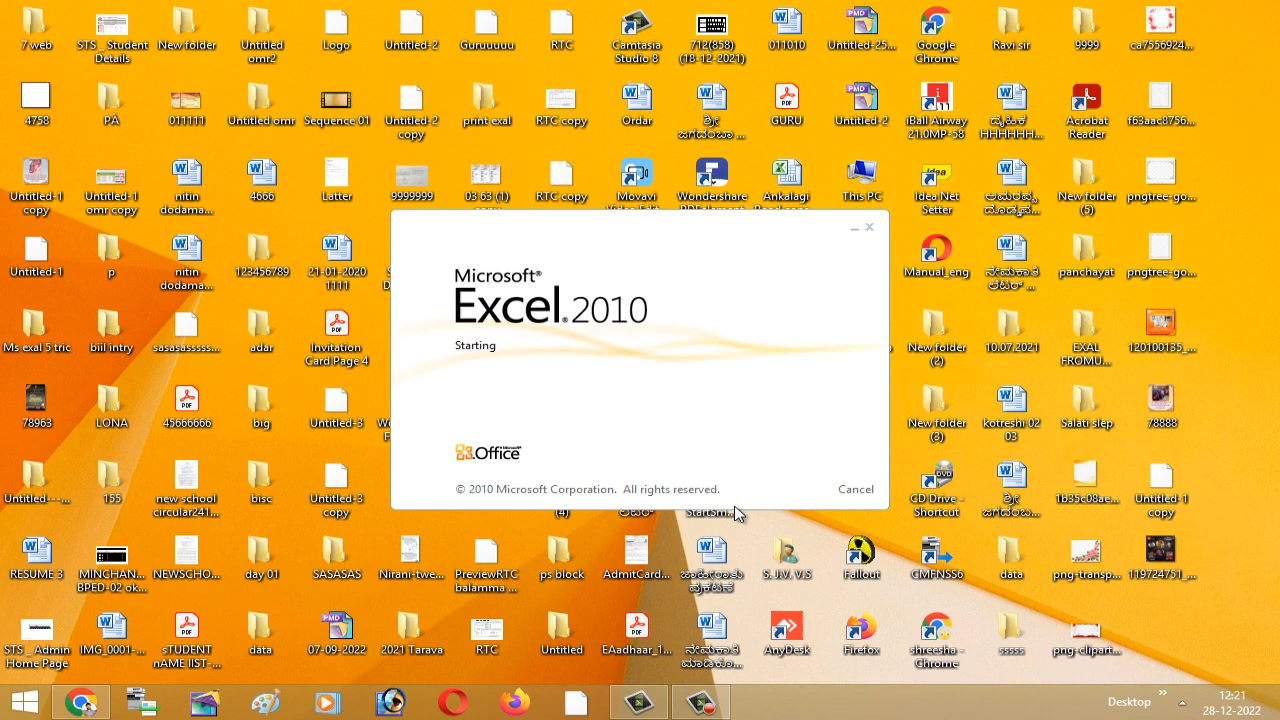 7 web
STS_ Student Details
New folder
Untitled omr2
Logo
Untitled-2
Guruuuuu
RTC
Camtasia Studio 8
712(858) (18-12-2021)
011010
Untitled-25...
Google Chrome
Ravi sir
9999
ca7556924...
4758
PA
011111
Untitled omr
Sequence 01
Untitled-2 copy
print exal
RTC copy
Ordar
ಶ್ರೀ ಜಗದಂಬಾ ...
GURU
Untitled-2
iBall Airway 21.0MP-58
ದೈಹಿಕ HHHHHH...
Acrobat Reader
f63aac8756...
Untitled-1 copy
Untitled-1 omr copy
nitin dodama...
4666
Latter
9999999
03 63 (1)
RTC copy
Movavi
Wondershare
Ankalagi
This PC
Idea Net Setter
New folder (5)
pngtree-go...
Untitled-1
p
nitin dodama...
123456789
21-01-2020 1111
Manual_eng
panchayat
pngtree-go...
Microsoft®
Excel® 2010
Starting
Office
© 2010 Microsoft Corporation. All rights reserved.
Cancel
Ms exal 5 tric
biil intry
sasasasssss...
adar
Invitation Card Page 4
New folder (2)
10.07.2021
EXAL FROMU...
120100135_...
78963
LONA
45666666
big
Untitled-3
New folder (3)
kotreshi 02 03
Salati slep
78888
Untitled---...
155
new school circular241...
bisc
Untitled-3 copy
(4)
StartSm...
CD Drive - Shortcut
ಶ್ರೀ ಜಗದಂಬ...
1b35c08ae...
Untitled-1 copy
RESUME 3
MINCHAN... BPED-02 ok...
NEWSCHO...
day 01
SASASAS
Nirani-twe...
PreviewRTC balamma ...
ps block
AdmitCard...
S. J.V. V.S
Fallout
CMFNSS6
data
png-transp...
119724751_...
STS_ Admin Home Page
IMG_0001-...
sTUDENT nAME lIST-...
data
07-09-2022
2021 Tarava
RTC
Untitled
EAadhaar_1...
AnyDesk
Firefox
shreesha - Chrome
sssss
png-clipart...
Desktop
12:21
28-12-2022